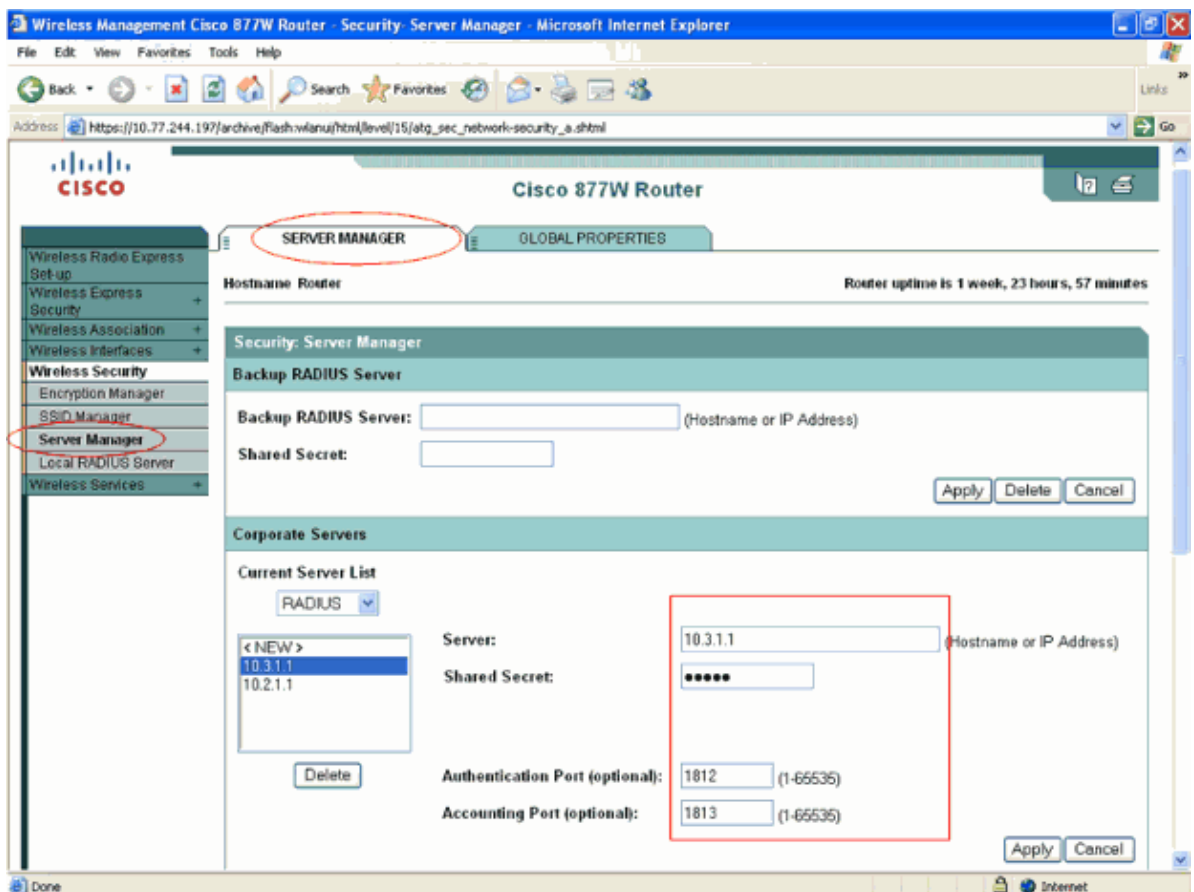 Wireless Management Cisco 877W Router - Security- Server Manager - Microsoft Internet Explorer
File Edit View Favorites Tools Help
Back Search Favorites Links
Address https://10.77.244.197/archive/flash:wlanui/html/level/15/atg_sec_network-security_a.shtml Go
CISCO
Cisco 877W Router
SERVER MANAGER GLOBAL PROPERTIES
Wireless Radio Express
Set-up
Wireless Express
Security +
Wireless Association +
Wireless Interfaces +
Wireless Security
Encryption Manager
SSID Manager
Server Manager
Local RADIUS Server
Wireless Services +
Hostname Router Router uptime is 1 week, 23 hours, 57 minutes
Security: Server Manager
Backup RADIUS Server
Backup RADIUS Server: (Hostname or IP Address)
Shared Secret:
Apply Delete Cancel
Corporate Servers
Current Server List
RADIUS
< NEW >
10.3.1.1
10.2.1.1
Delete
Server: 10.3.1.1 (Hostname or IP Address)
Shared Secret: •••••
Authentication Port (optional): 1812 (1-65535)
Accounting Port (optional): 1813 (1-65535)
Apply Cancel
Done Internet